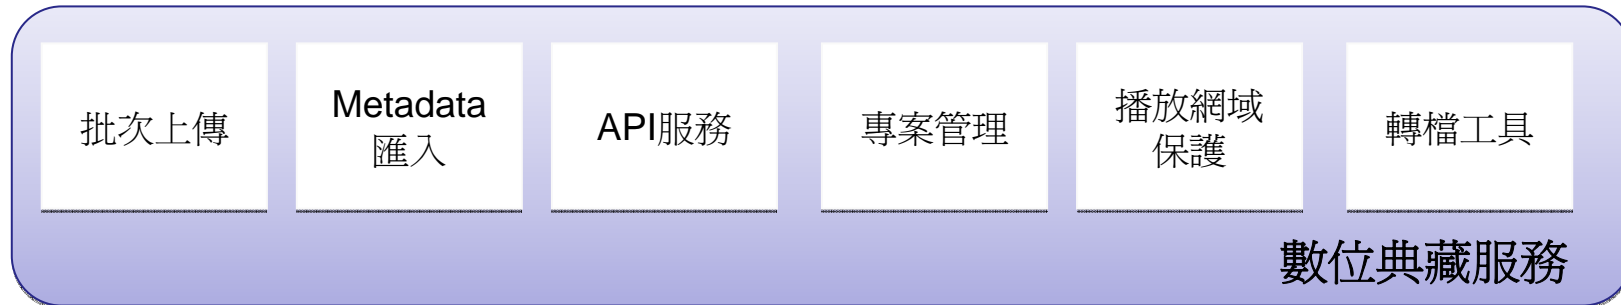 批次上傳
Metadata
匯入
API服務
專案管理
播放網域
保護
轉檔工具
數位典藏服務